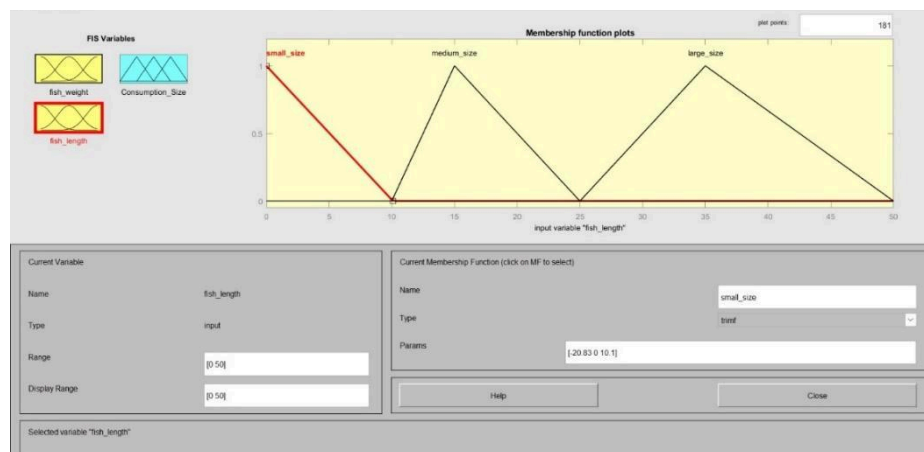 plot points: 181
FIS Variables
Membership function plots
small_size medium_size large_size
fish_weight Consumption_Size
fish_length
1
0.5
0
0 5 10 15 20 25 30 35 40 45 50
input variable "fish_length"
Current Variable
Name fish_length
Type input
Range [0 50]
Display Range [0 50]
Current Membership Function (click on MF to select)
Name small_size
Type trimf
Params [-20.83 0 10.1]
Help Close
Selected variable "fish_length"